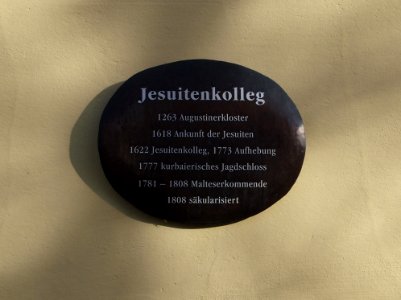 Jesuitenkolleg
1263 Augustinerkloster
1618 Ankunft der Jesuiten
1622 Jesuitenkolleg, 1773 Aufhebung
1777 kurbaierisches Jagdschloss
1781 – 1808 Malteserkommende
1808 säkularisiert